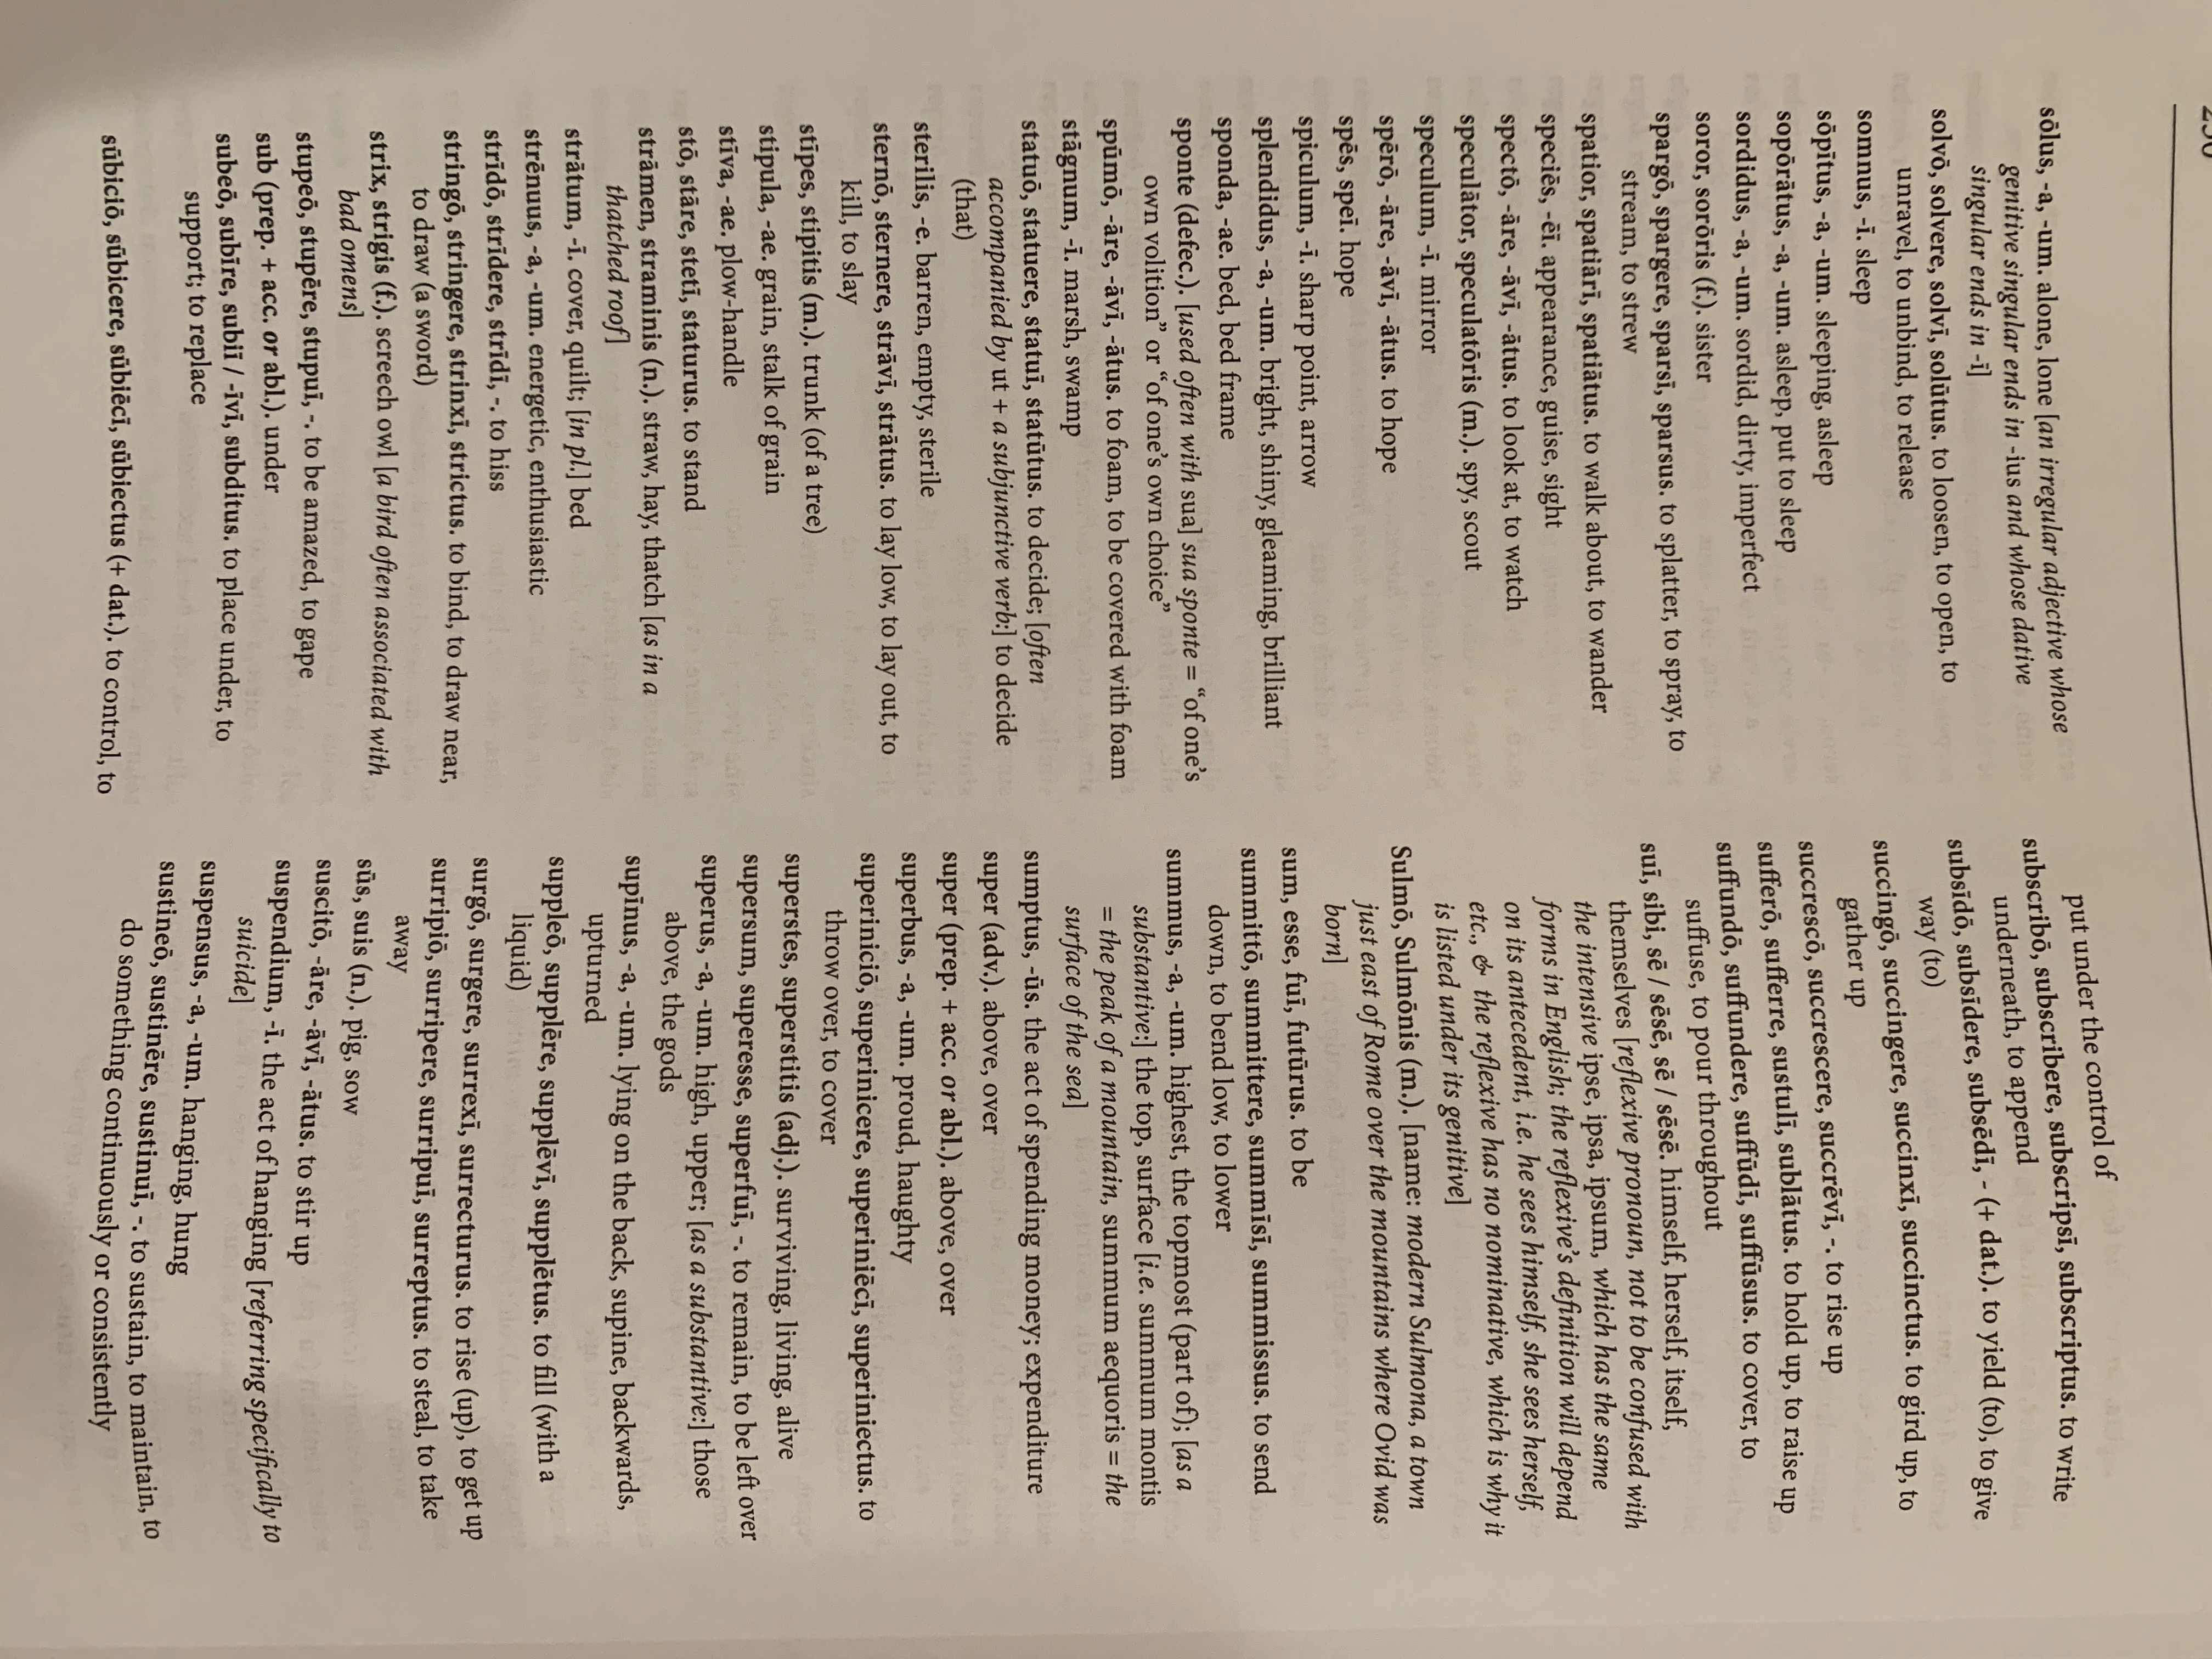 sōlus, -a, -um. alone, lone [an irregular adjective whose
genitive singular ends in -ius and whose dative
singular ends in -ī]
solvō, solvere, solvī, solūtus. to loosen, to open, to
unravel, to unbind, to release
somnus, -ī. sleep
sōpītus, -a, -um. sleeping, asleep
sopōrātus, -a, -um. asleep, put to sleep
sordidus, -a, -um. sordid, dirty, imperfect
soror, sorōris (f.). sister
spargō, spargere, sparsī, sparsus. to splatter, to spray, to
stream, to strew
spatior, spatiārī, spatiātus. to walk about, to wander
speciēs, -ēī. appearance, guise, sight
spectō, -āre, -āvī, -ātus. to look at, to watch
speculātor, speculatōris (m.). spy, scout
speculum, -ī. mirror
spērō, -āre, -āvī, -ātus. to hope
spēs, speī. hope
spiculum, -ī. sharp point, arrow
splendidus, -a, -um. bright, shiny, gleaming, brilliant
sponda, -ae. bed, bed frame
sponte (defec.). [used often with sua] sua sponte = “of one’s
own volition” or “of one’s own choice”
spūmō, -āre, -āvī, -ātus. to foam, to be covered with foam
stāgnum, -ī. marsh, swamp
statuō, statuere, statuī, statūtus. to decide; [often
accompanied by ut + a subjunctive verb:] to decide
(that)
sterilis, -e. barren, empty, sterile
sternō, sternere, strāvī, strātus. to lay low, to lay out, to
kill, to slay
stīpes, stipitis (m.). trunk (of a tree)
stipula, -ae. grain, stalk of grain
stīva, -ae. plow-handle
stō, stāre, stetī, staturus. to stand
strāmen, straminis (n.). straw, hay, thatch [as in a
thatched roof]
strātum, -ī. cover, quilt; [in pl.] bed
strēnuus, -a, -um. energetic, enthusiastic
strīdō, strīdere, strīdī, -. to hiss
stringō, stringere, strinxī, strictus. to bind, to draw near,
to draw (a sword)
strix, strigis (f.). screech owl [a bird often associated with
bad omens]
stupeō, stupēre, stupuī, -. to be amazed, to gape
sub (prep. + acc. or abl.). under
subeō, subīre, subiī / -īvī, subditus. to place under, to
support; to replace
sūbiciō, sūbicere, sūbiēcī, sūbiectus (+ dat.). to control, to
put under the control of
subscribō, subscribere, subscripsī, subscriptus. to write
underneath, to append
subsīdō, subsīdere, subsēdī, - (+ dat.). to yield (to), to give
way (to)
succingō, succingere, succinxī, succinctus. to gird up, to
gather up
succrescō, succrescere, succrēvī, -. to rise up
sufferō, sufferre, sustulī, sublātus. to hold up, to raise up
suffundō, suffundere, suffūdī, suffūsus. to cover, to
suffuse, to pour throughout
suī, sibi, sē / sēsē, sē / sēsē. himself, herself, itself,
themselves [reflexive pronoun, not to be confused with
the intensive ipse, ipsa, ipsum, which has the same
forms in English; the reflexive’s definition will depend
on its antecedent, i.e. he sees himself, she sees herself,
etc., & the reflexive has no nominative, which is why it
is listed under its genitive]
Sulmō, Sulmōnis (m.). [name: modern Sulmona, a town
just east of Rome over the mountains where Ovid was
born]
sum, esse, fuī, futūrus. to be
summittō, summittere, summīsī, summissus. to send
down, to bend low, to lower
summus, -a, -um. highest, the topmost (part of); [as a
substantive:] the top, surface [i.e. summum montis
= the peak of a mountain, summum aequoris = the
surface of the sea]
sumptus, -ūs. the act of spending money; expenditure
super (adv.). above, over
super (prep. + acc. or abl.). above, over
superbus, -a, -um. proud, haughty
superiniciō, superinicere, superiniēcī, superiniectus. to
throw over, to cover
superstes, superstitis (adj.). surviving, living, alive
supersum, superesse, superfuī, -. to remain, to be left over
superus, -a, -um. high, upper; [as a substantive:] those
above, the gods
supīnus, -a, -um. lying on the back, supine, backwards,
upturned
suppleō, supplēre, supplēvī, supplētus. to fill (with a
liquid)
surgō, surgere, surrexī, surrecturus. to rise (up), to get up
surripiō, surripere, surripuī, surreptus. to steal, to take
away
sūs, suis (n.). pig, sow
suscitō, -āre, -āvī, -ātus. to stir up
suspendium, -ī. the act of hanging [referring specifically to
suicide]
suspensus, -a, -um. hanging, hung
sustineō, sustinēre, sustinuī, -. to sustain, to maintain, to
do something continuously or consistently